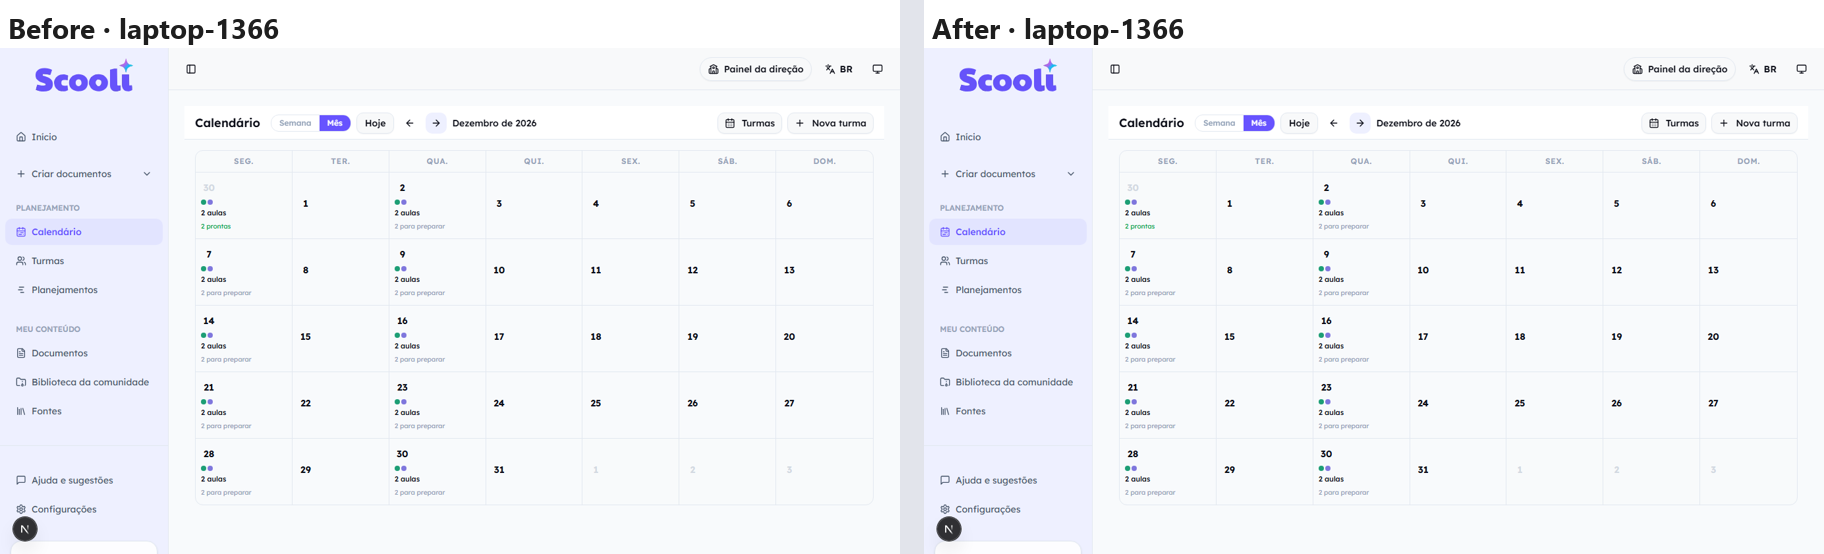 Before · laptop-1366
Scooli
Painel da direção
BR
Início
Criar documentos
PLANEJAMENTO
Calendário
Turmas
Planejamentos
MEU CONTEÚDO
Documentos
Biblioteca da comunidade
Fontes
Ajuda e sugestões
Configurações
N
Calendário Semana Mês Hoje Dezembro de 2026 Turmas Nova turma
SEG. TER. QUA. QUI. SEX. SÁB. DOM.
30 1 2 3 4 5 6
2 aulas 2 aulas
2 prontas 2 para preparar
7 8 9 10 11 12 13
2 aulas 2 aulas
2 para preparar 2 para preparar
14 15 16 17 18 19 20
2 aulas 2 aulas
2 para preparar 2 para preparar
21 22 23 24 25 26 27
2 aulas 2 aulas
2 para preparar 2 para preparar
28 29 30 31 1 2 3
2 aulas 2 aulas
2 para preparar 2 para preparar
After · laptop-1366
Scooli
Painel da direção
BR
Início
Criar documentos
PLANEJAMENTO
Calendário
Turmas
Planejamentos
MEU CONTEÚDO
Documentos
Biblioteca da comunidade
Fontes
Ajuda e sugestões
Configurações
N
Calendário Semana Mês Hoje Dezembro de 2026 Turmas Nova turma
SEG. TER. QUA. QUI. SEX. SÁB. DOM.
30 1 2 3 4 5 6
2 aulas 2 aulas
2 prontas 2 para preparar
7 8 9 10 11 12 13
2 aulas 2 aulas
2 para preparar 2 para preparar
14 15 16 17 18 19 20
2 aulas 2 aulas
2 para preparar 2 para preparar
21 22 23 24 25 26 27
2 aulas 2 aulas
2 para preparar 2 para preparar
28 29 30 31 1 2 3
2 aulas 2 aulas
2 para preparar 2 para preparar